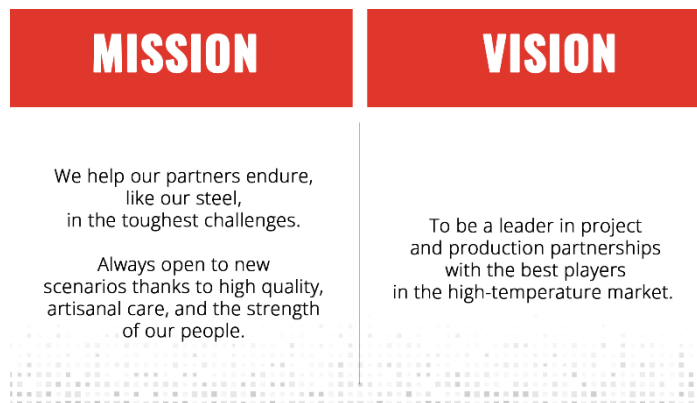 MISSION
We help our partners endure,
like our steel,
in the toughest challenges.
Always open to new
scenarios thanks to high quality,
artisanal care, and the strength
of our people.
VISION
To be a leader in project
and production partnerships
with the best players
in the high-temperature market.